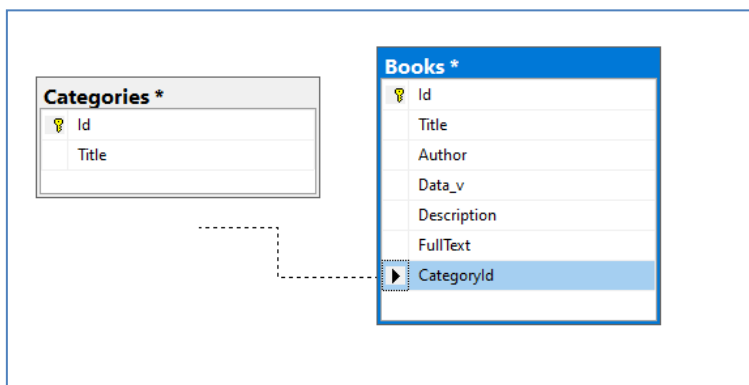 Categories *
Id
Title
Books *
Id
Title
Author
Data_v
Description
FullText
CategoryId